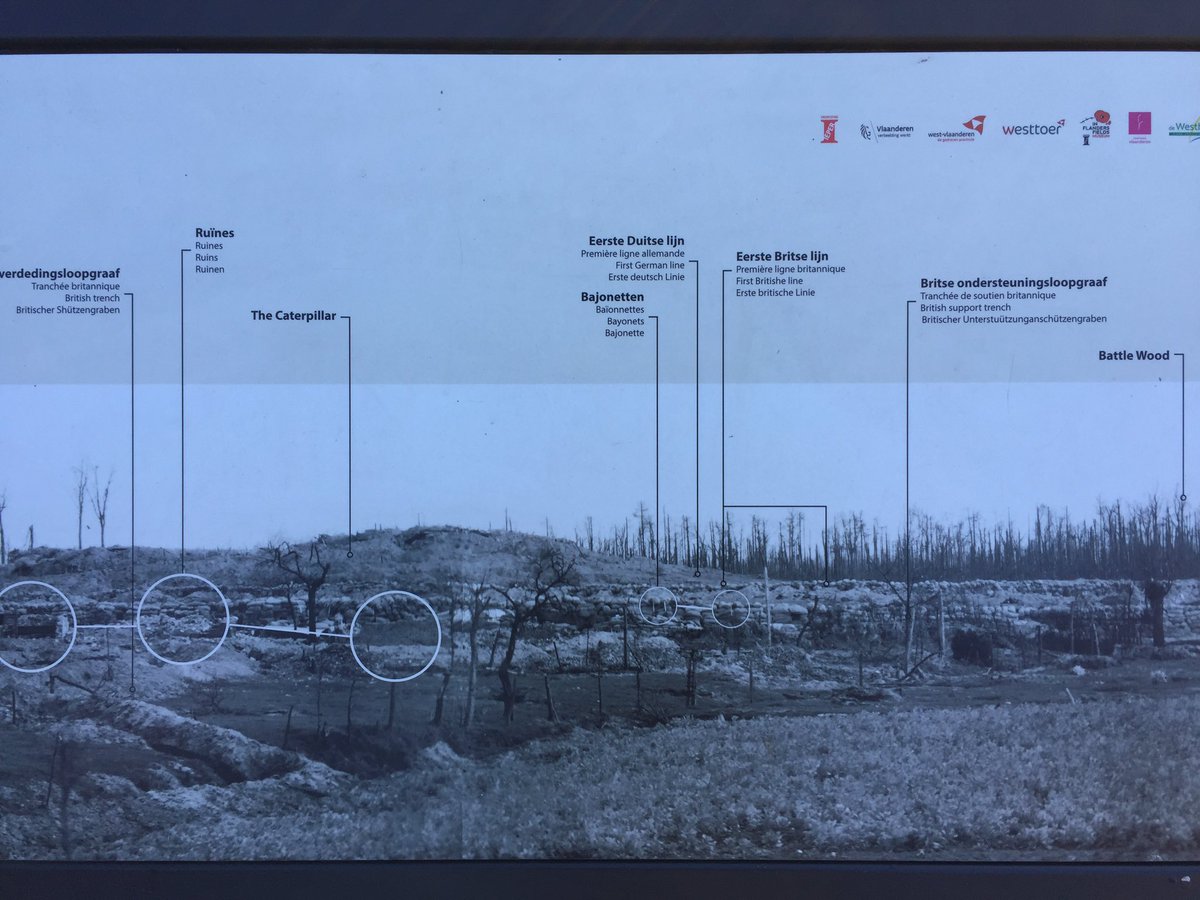 IEPER
Vlaanderen
verbeelding werkt
west-vlaanderen
de gedreven provincie
westtoer
IN
FLANDERS
FIELDS
MUSEUM
vlaanderen
de Westh
Ruïnes
Ruines
Ruins
Ruinen
verdedingsloopgraaf
Tranchée britannique
British trench
Britischer Shützengraben
The Caterpillar
Eerste Duitse lijn
Première ligne allemande
First German line
Erste deutsch Linie
Bajonetten
Baïonnettes
Bayonets
Bajonette
Eerste Britse lijn
Première ligne britannique
First Britishe line
Erste britische Linie
Britse ondersteuningsloopgraaf
Tranchée de soutien britannique
British support trench
Britischer Unterstuützunganschützengraben
Battle Wood